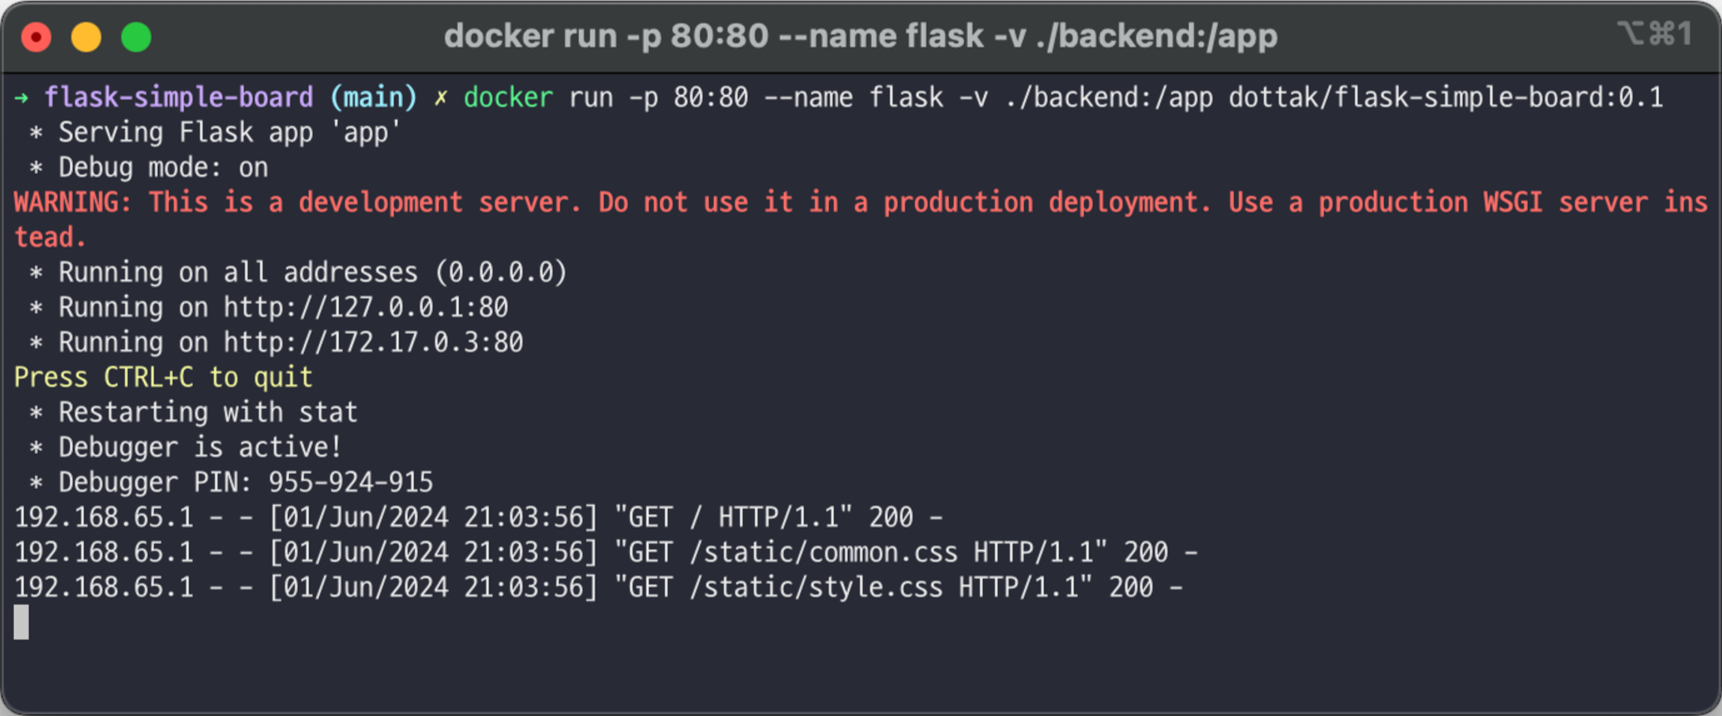 docker run -p 80:80 --name flask -v ./backend:/app
⌥⌘1
→ flask-simple-board (main) ✗ docker run -p 80:80 --name flask -v ./backend:/app dottak/flask-simple-board:0.1
* Serving Flask app 'app'
* Debug mode: on
WARNING: This is a development server. Do not use it in a production deployment. Use a production WSGI server ins
tead.
* Running on all addresses (0.0.0.0)
* Running on http://127.0.0.1:80
* Running on http://172.17.0.3:80
Press CTRL+C to quit
* Restarting with stat
* Debugger is active!
* Debugger PIN: 955-924-915
192.168.65.1 - - [01/Jun/2024 21:03:56] "GET / HTTP/1.1" 200 -
192.168.65.1 - - [01/Jun/2024 21:03:56] "GET /static/common.css HTTP/1.1" 200 -
192.168.65.1 - - [01/Jun/2024 21:03:56] "GET /static/style.css HTTP/1.1" 200 -